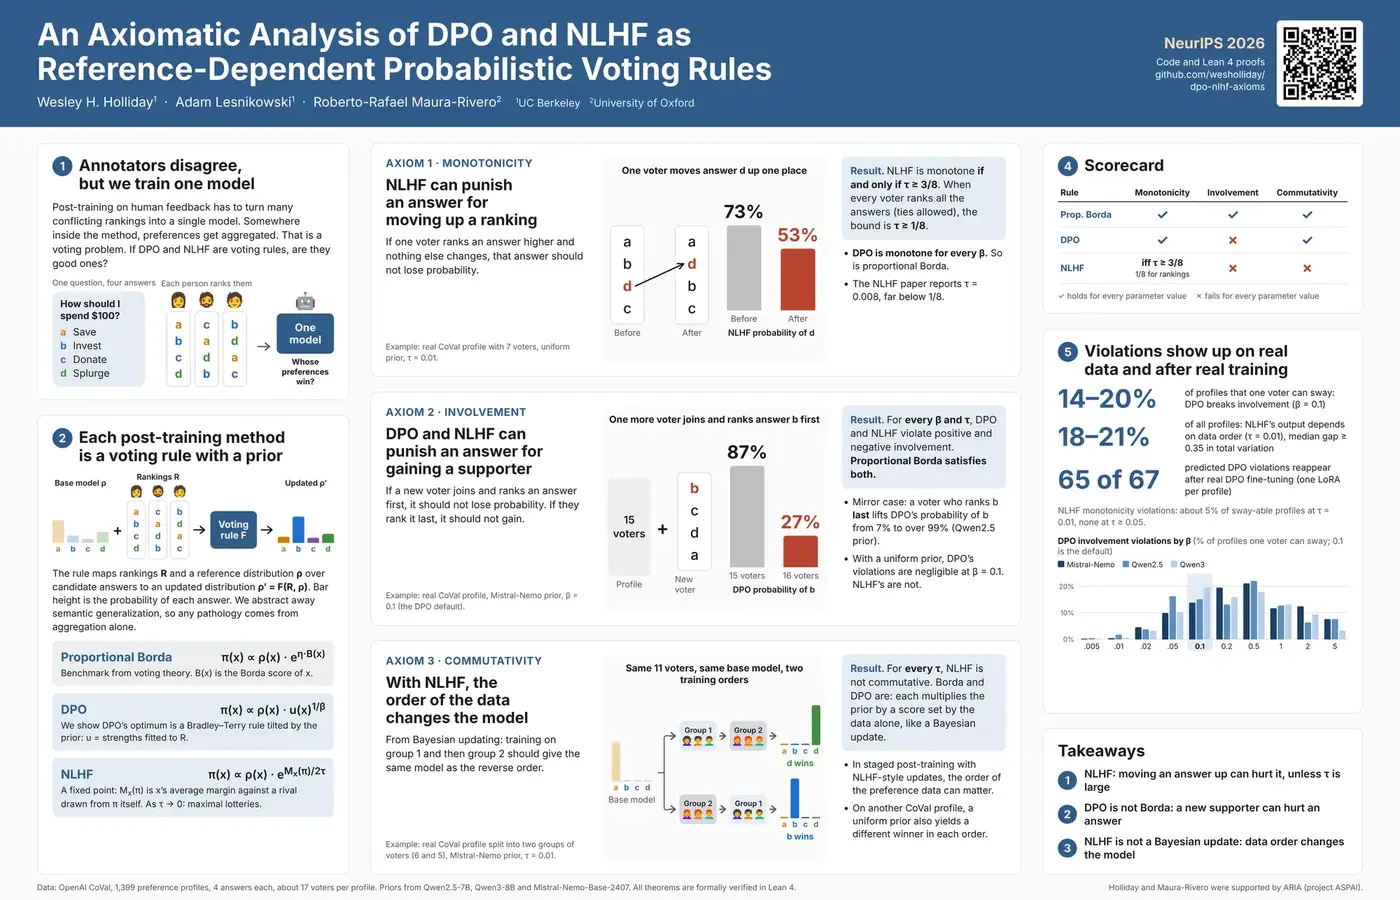 An Axiomatic Analysis of DPO and NLHF as
Reference-Dependent Probabilistic Voting Rules
Wesley H. Holliday¹ · Adam Lesnikowski¹ · Roberto-Rafael Maura-Rivero² ¹UC Berkeley ²University of Oxford
NeurIPS 2026
Code and Lean 4 proofs
github.com/wesholliday/
dpo-nlhf-axioms
1 Annotators disagree,
but we train one model
Post-training on human feedback has to turn many
conflicting rankings into a single model. Somewhere
inside the method, preferences get aggregated. That is a
voting problem. If DPO and NLHF are voting rules, are they
good ones?
One question, four answers Each person ranks them
How should I
spend $100?
a Save
b Invest
c Donate
d Splurge
a c b
b a d
c d a
d b c
One
model
Whose
preferences
win?
2 Each post-training method
is a voting rule with a prior
Base model ρ
Rankings R
Updated ρ′
a b c d
+
a c b
b a d
c d a
d b c
Voting
rule F
a b c d
The rule maps rankings R and a reference distribution ρ over
candidate answers to an updated distribution ρ′ = F(R, ρ). Bar
height is the probability of each answer. We abstract away
semantic generalization, so any pathology comes from
aggregation alone.
Proportional Borda π(x) ∝ ρ(x) · e^η·B(x)
Benchmark from voting theory. B(x) is the Borda score of x.
DPO π(x) ∝ ρ(x) · u(x)^1/β
We show DPO's optimum is a Bradley–Terry rule tilted by the
prior: u = strengths fitted to R.
NLHF π(x) ∝ ρ(x) · e^Mₓ(π)/2τ
A fixed point: Mₓ(π) is x's average margin against a rival
drawn from π itself. As τ → 0: maximal lotteries.
AXIOM 1 · MONOTONICITY
NLHF can punish
an answer for
moving up a ranking
If one voter ranks an answer higher and
nothing else changes, that answer should
not lose probability.
Example: real CoVal profile with 7 voters, uniform
prior, τ = 0.01.
One voter moves answer d up one place
a a
b d
d b
c c
Before After
73%
53%
Before After
NLHF probability of d
Result. NLHF is monotone if
and only if τ ≥ 3/8. When
every voter ranks all the
answers (ties allowed), the
bound is τ ≥ 1/8.
• DPO is monotone for every β. So
is proportional Borda.
• The NLHF paper reports τ =
0.008, far below 1/8.
AXIOM 2 · INVOLVEMENT
DPO and NLHF can
punish an answer for
gaining a supporter
If a new voter joins and ranks an answer
first, it should not lose probability. If they
rank it last, it should not gain.
Example: real CoVal profile, Mistral-Nemo prior, β =
0.1 (the DPO default).
One more voter joins and ranks answer b first
15
voters
Profile
+
b
c
d
a
New
voter
87%
27%
15 voters 16 voters
DPO probability of b
Result. For every β and τ, DPO
and NLHF violate positive and
negative involvement.
Proportional Borda satisfies
both.
• Mirror case: a voter who ranks b
last lifts DPO's probability of b
from 7% to over 99% (Qwen2.5
prior).
• With a uniform prior, DPO's
violations are negligible at β = 0.1.
NLHF's are not.
AXIOM 3 · COMMUTATIVITY
With NLHF, the
order of the data
changes the model
From Bayesian updating: training on
group 1 and then group 2 should give the
same model as the reverse order.
Example: real CoVal profile split into two groups of
voters (6 and 5), Mistral-Nemo prior, τ = 0.01.
Same 11 voters, same base model, two
training orders
a b c d
Base model
Group 1
Group 2
a b c d
d wins
Group 2
Group 1
a b c d
b wins
Result. For every τ, NLHF is
not commutative. Borda and
DPO are: each multiplies the
prior by a score set by the
data alone, like a Bayesian
update.
• In staged post-training with
NLHF-style updates, the order of
the preference data can matter.
• On another CoVal profile, a
uniform prior also yields a
different winner in each order.
4 Scorecard
Rule Monotonicity Involvement Commutativity
Prop. Borda ✓ ✓ ✓
DPO ✓ ✕ ✓
NLHF iff τ ≥ 3/8 ✕ ✕
1/8 for rankings
✓ holds for every parameter value ✕ fails for every parameter value
5 Violations show up on real
data and after real training
14–20%
of profiles that one voter can sway:
DPO breaks involvement (β = 0.1)
18–21%
of all profiles: NLHF's output depends
on data order (τ = 0.01), median gap ≥
0.35 in total variation
65 of 67
predicted DPO violations reappear
after real DPO fine-tuning (one LoRA
per profile)
NLHF monotonicity violations: about 5% of sway-able profiles at τ =
0.01, none at τ ≥ 0.05.
DPO involvement violations by β (% of profiles one voter can sway; 0.1
is the default)
Mistral-Nemo Qwen2.5 Qwen3
20%
10%
0%
.005 .01 .02 .05 0.1 0.2 0.5 1 2 5
Takeaways
1 NLHF: moving an answer up can hurt it, unless τ is
large
2 DPO is not Borda: a new supporter can hurt an
answer
3 NLHF is not a Bayesian update: data order changes
the model
Data: OpenAI CoVal, 1,399 preference profiles, 4 answers each, about 17 voters per profile. Priors from Qwen2.5-7B, Qwen3-8B and Mistral-Nemo-Base-2407. All theorems are formally verified in Lean 4.
Holliday and Maura-Rivero were supported by ARIA (project ASPAI).